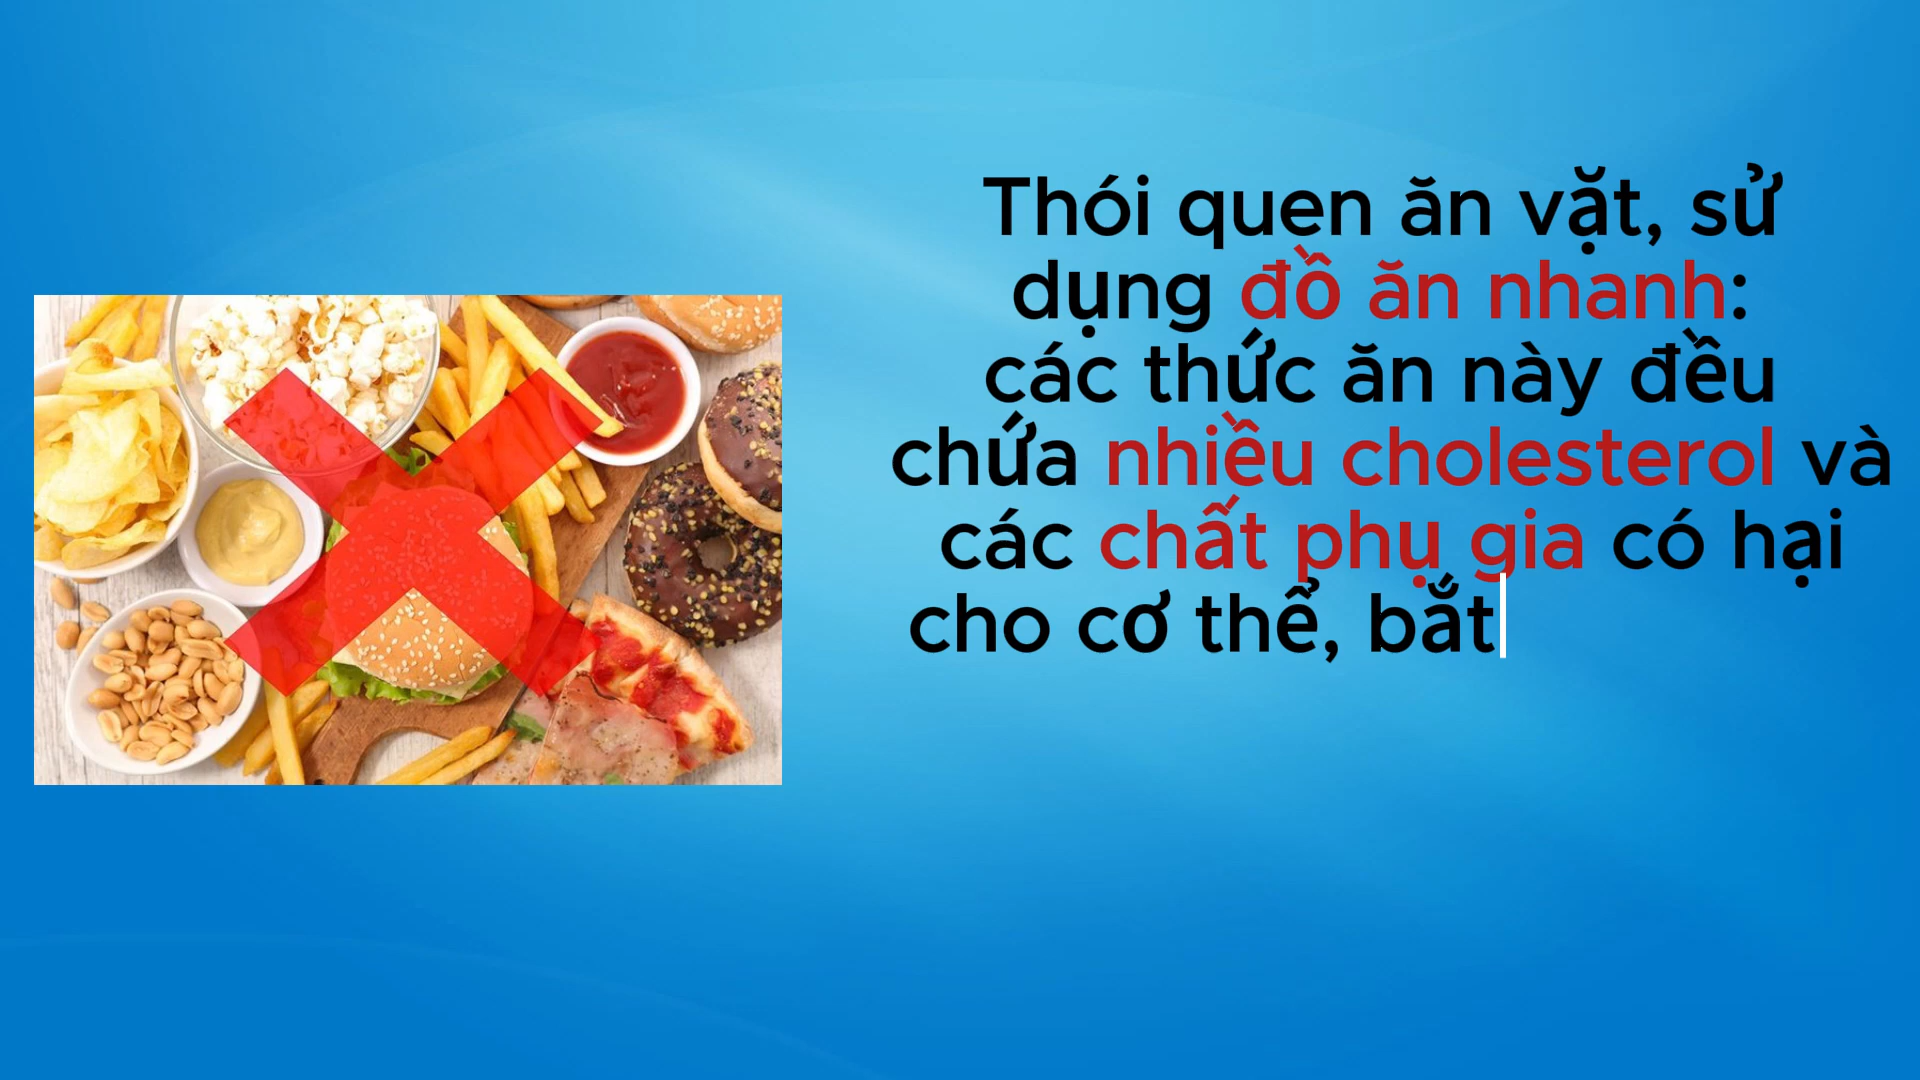 Thói quen ăn vặt, sử
dụng đồ ăn nhanh:
các thức ăn này đều
chứa nhiều cholesterol và
các chất phụ gia có hại
cho cơ thể, bắt